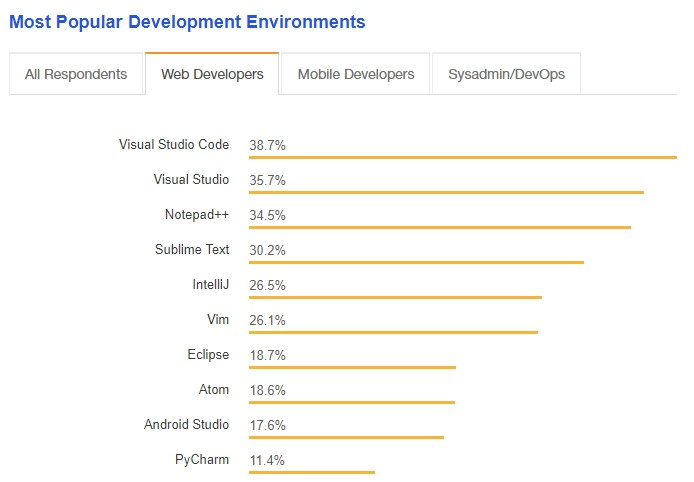 Most Popular Development Environments
All Respondents Web Developers Mobile Developers Sysadmin/DevOps
Visual Studio Code 38.7%
Visual Studio 35.7%
Notepad++ 34.5%
Sublime Text 30.2%
IntelliJ 26.5%
Vim 26.1%
Eclipse 18.7%
Atom 18.6%
Android Studio 17.6%
PyCharm 11.4%